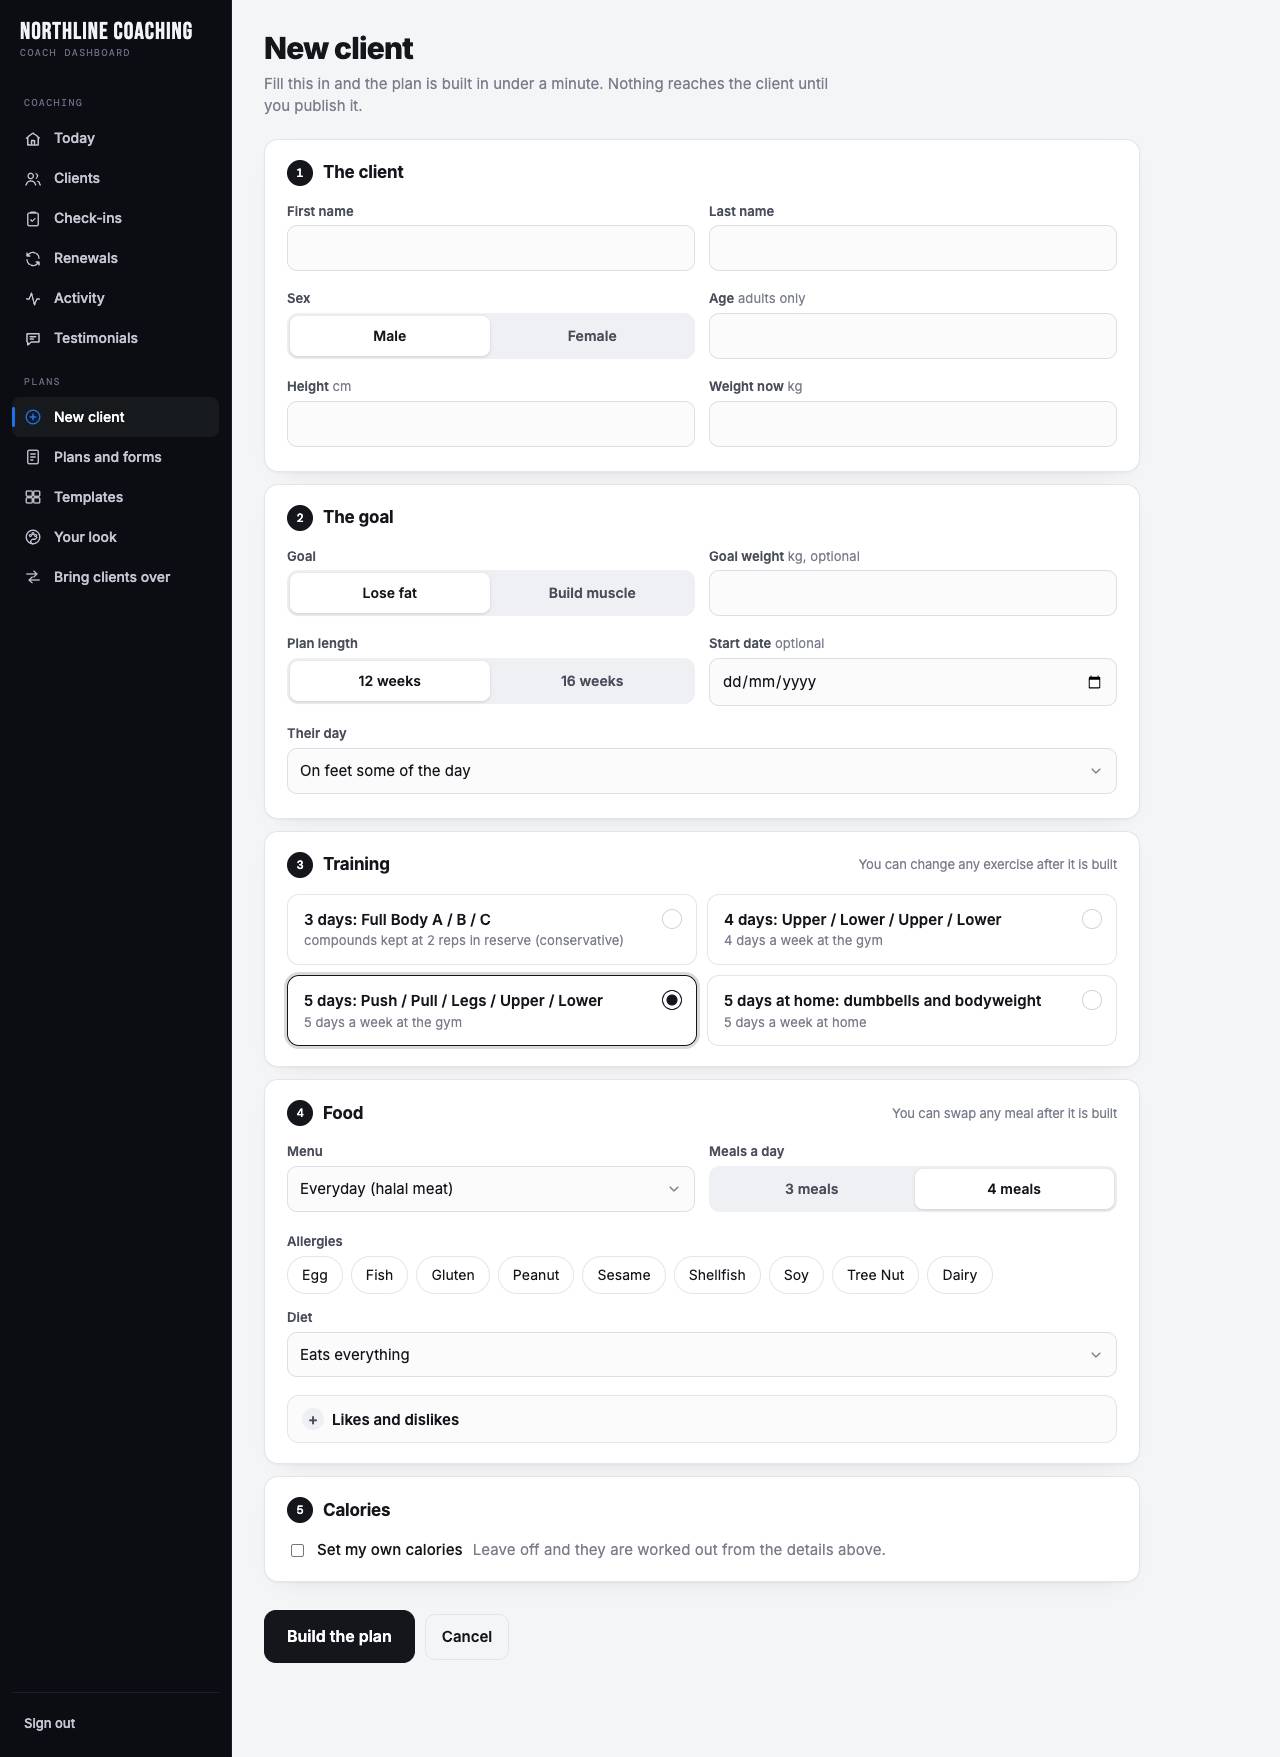 NORTHLINE COACHING
COACH DASHBOARD
COACHING
Today
Clients
Check-ins
Renewals
Activity
Testimonials
PLANS
New client
Plans and forms
Templates
Your look
Bring clients over
Sign out
New client
Fill this in and the plan is built in under a minute. Nothing reaches the client until
you publish it.
1 The client
First name
Last name
Sex
Male
Female
Age adults only
Height cm
Weight now kg
2 The goal
Goal
Lose fat
Build muscle
Goal weight kg, optional
Plan length
12 weeks
16 weeks
Start date optional
dd/mm/yyyy
Their day
On feet some of the day
3 Training
You can change any exercise after it is built
3 days: Full Body A / B / C
compounds kept at 2 reps in reserve (conservative)
4 days: Upper / Lower / Upper / Lower
4 days a week at the gym
5 days: Push / Pull / Legs / Upper / Lower
5 days a week at the gym
5 days at home: dumbbells and bodyweight
5 days a week at home
4 Food
You can swap any meal after it is built
Menu
Everyday (halal meat)
Meals a day
3 meals
4 meals
Allergies
Egg
Fish
Gluten
Peanut
Sesame
Shellfish
Soy
Tree Nut
Dairy
Diet
Eats everything
+ Likes and dislikes
5 Calories
Set my own calories Leave off and they are worked out from the details above.
Build the plan
Cancel